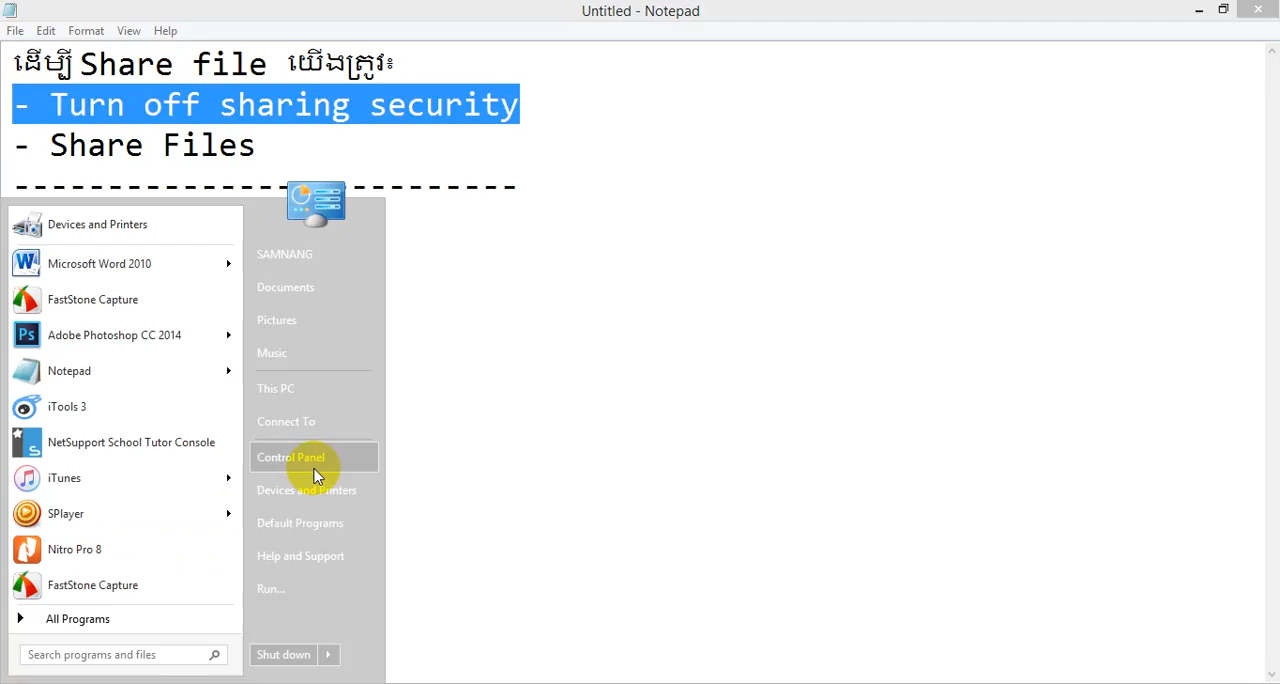 Untitled - Notepad
File Edit Format View Help
ដើម្បី Share file យើងត្រូវ៖
- Turn off sharing security
- Share Files
---------------------------
Devices and Printers
Microsoft Word 2010
FastStone Capture
Adobe Photoshop CC 2014
Notepad
iTools 3
NetSupport School Tutor Console
iTunes
SPlayer
Nitro Pro 8
FastStone Capture
All Programs
Search programs and files
SAMNANG
Documents
Pictures
Music
This PC
Connect To
Control Panel
Devices and Printers
Default Programs
Help and Support
Run...
Shut down